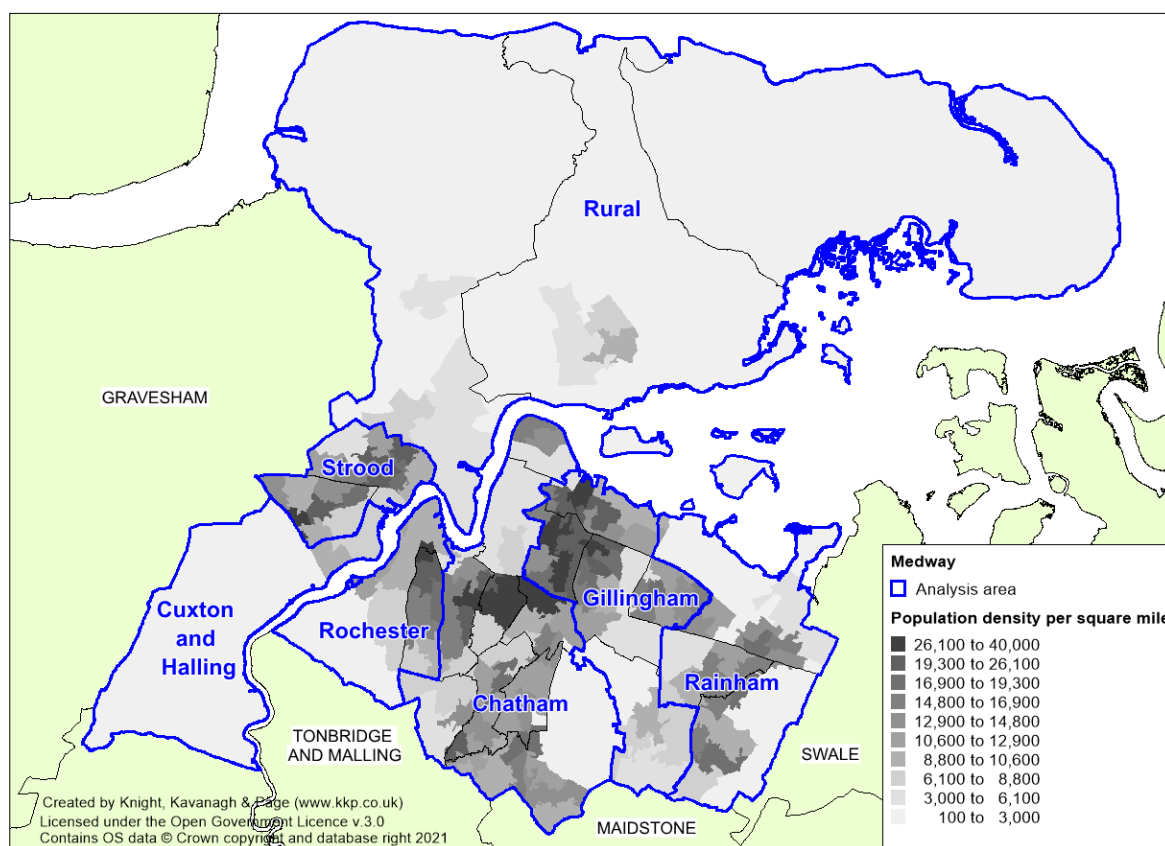 Rural
GRAVESHAM
Strood
Gillingham
Cuxton
and
Halling
Rochester
Rainham
Chatham
TONBRIDGE
AND MALLING
SWALE
MAIDSTONE
Medway
Analysis area
Population density per square mile
26,100 to 40,000
19,300 to 26,100
16,900 to 19,300
14,800 to 16,900
12,900 to 14,800
10,600 to 12,900
8,800 to 10,600
6,100 to 8,800
3,000 to 6,100
100 to 3,000
Created by Knight, Kavanagh & Page (www.kkp.co.uk)
Licensed under the Open Government Licence v.3.0
Contains OS data © Crown copyright and database right 2021